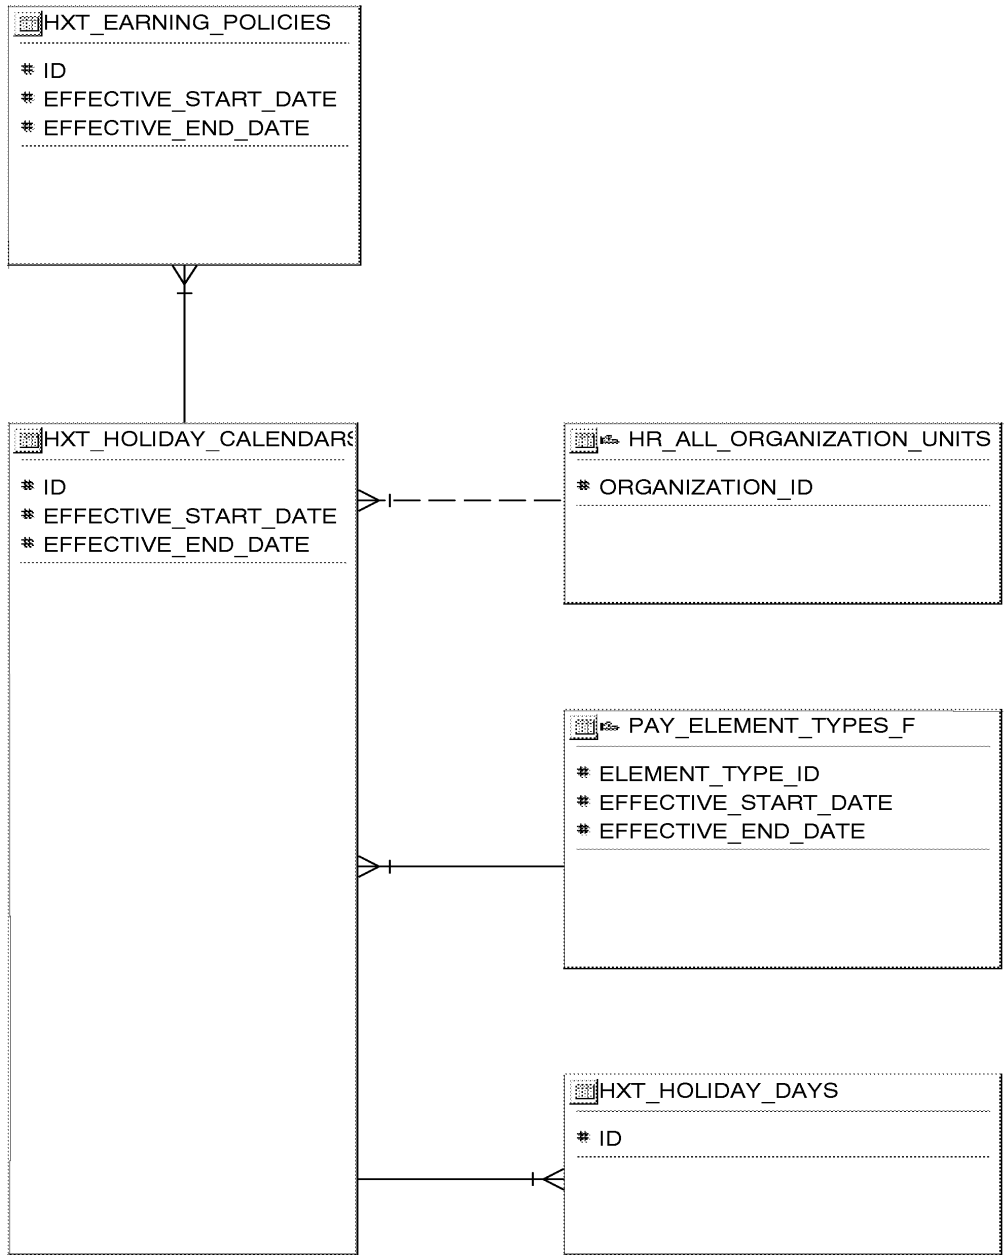 HXT_EARNING_POLICIES
# ID
# EFFECTIVE_START_DATE
# EFFECTIVE_END_DATE
HXT_HOLIDAY_CALENDARS
# ID
# EFFECTIVE_START_DATE
# EFFECTIVE_END_DATE
HR_ALL_ORGANIZATION_UNITS
# ORGANIZATION_ID
PAY_ELEMENT_TYPES_F
# ELEMENT_TYPE_ID
# EFFECTIVE_START_DATE
# EFFECTIVE_END_DATE
HXT_HOLIDAY_DAYS
# ID